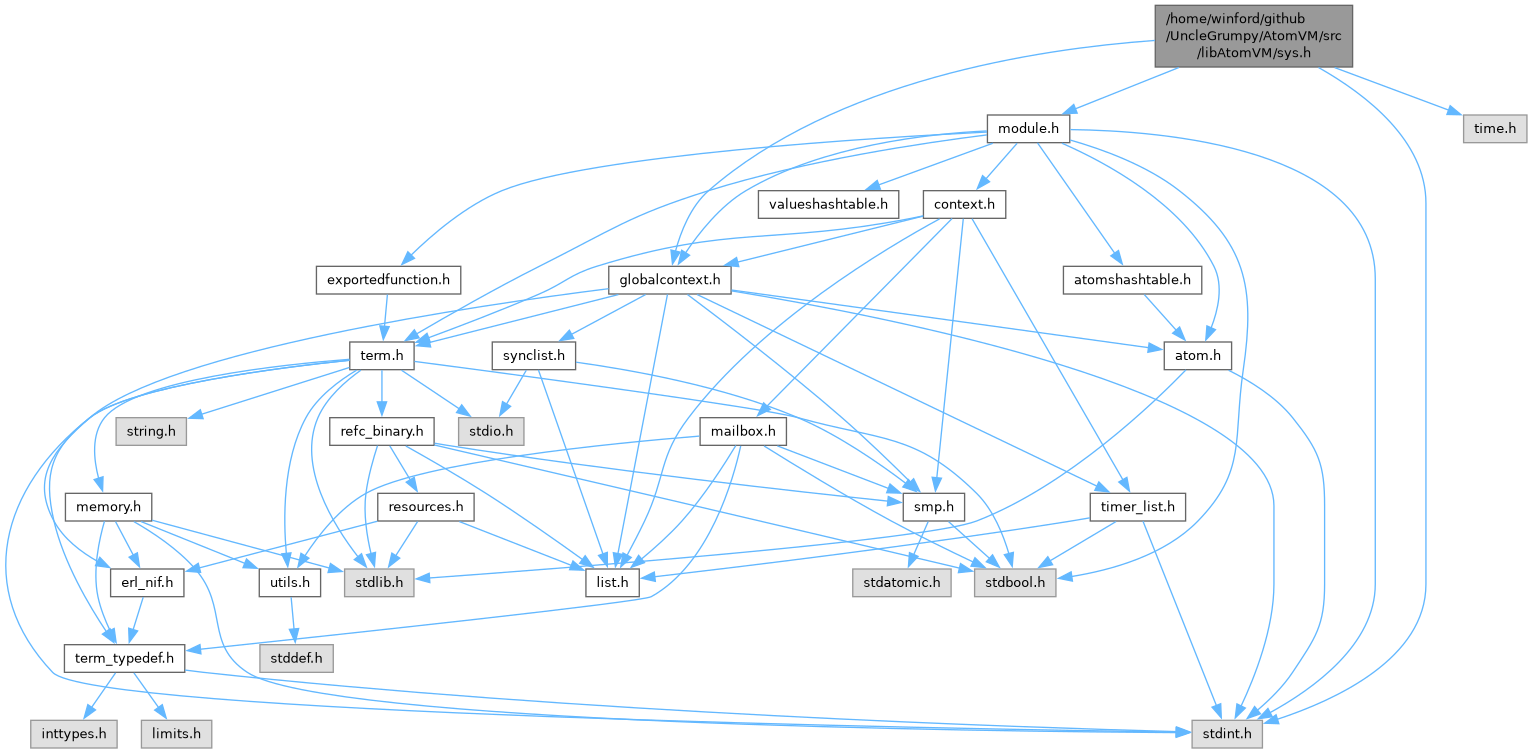 /home/winford/github
/UncleGrumpy/AtomVM/src
/libAtomVM/sys.h
module.h
time.h
valueshashtable.h
context.h
exportedfunction.h
globalcontext.h
atomshashtable.h
term.h
synclist.h
atom.h
string.h
refc_binary.h
stdio.h
mailbox.h
memory.h
resources.h
smp.h
timer_list.h
erl_nif.h
utils.h
stdlib.h
list.h
stdatomic.h
stdbool.h
term_typedef.h
stddef.h
inttypes.h
limits.h
stdint.h